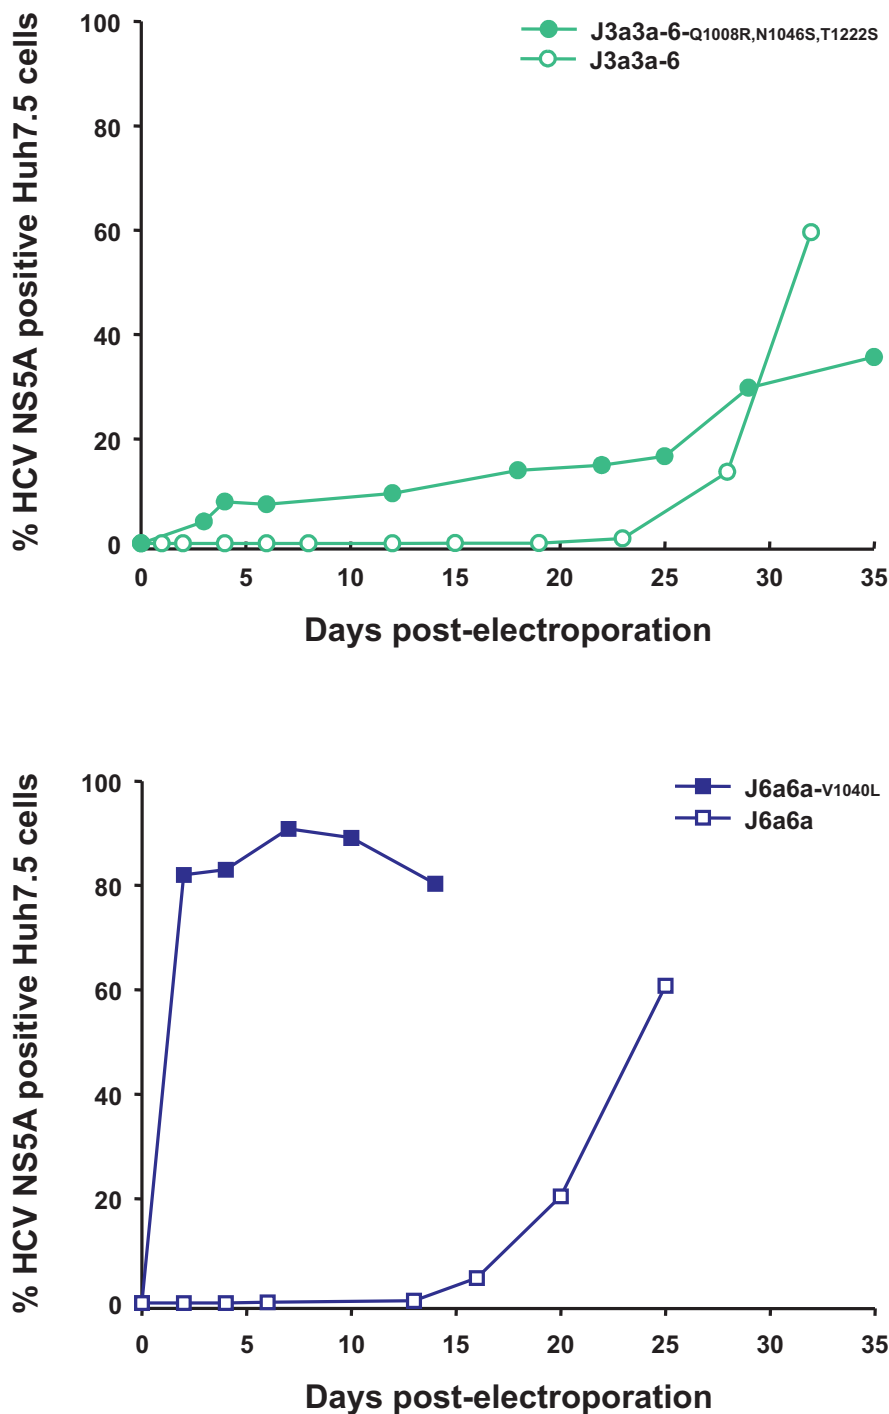 % HCV NS5A positive Huh7.5 cells
100
80
60
40
20
0
J3a3a-6-Q1008R,N1046S,T1222S
J3a3a-6
0 5 10 15 20 25 30 35
Days post-electroporation
% HCV NS5A positive Huh7.5 cells
100
80
60
40
20
0
J6a6a-V1040L
J6a6a
0 5 10 15 20 25 30 35
Days post-electroporation